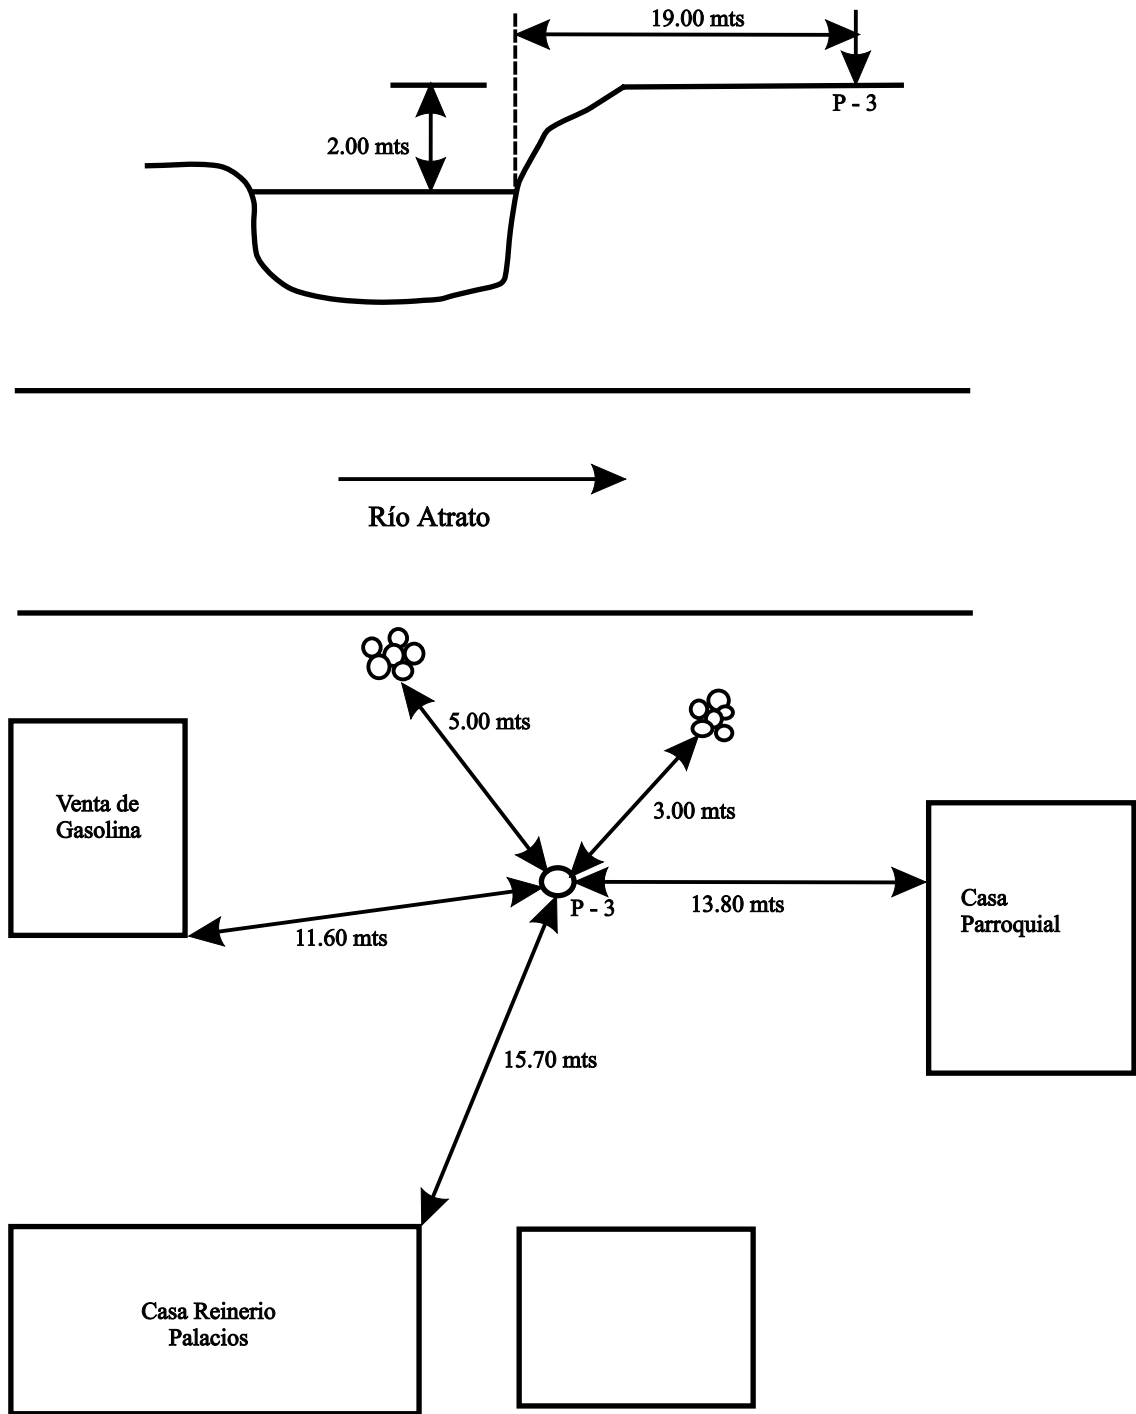 19.00 mts
P - 3
2.00 mts
Río Atrato
5.00 mts
Venta de
Gasolina
3.00 mts
Casa
Parroquial
P - 3
13.80 mts
11.60 mts
15.70 mts
Casa Reinerio
Palacios